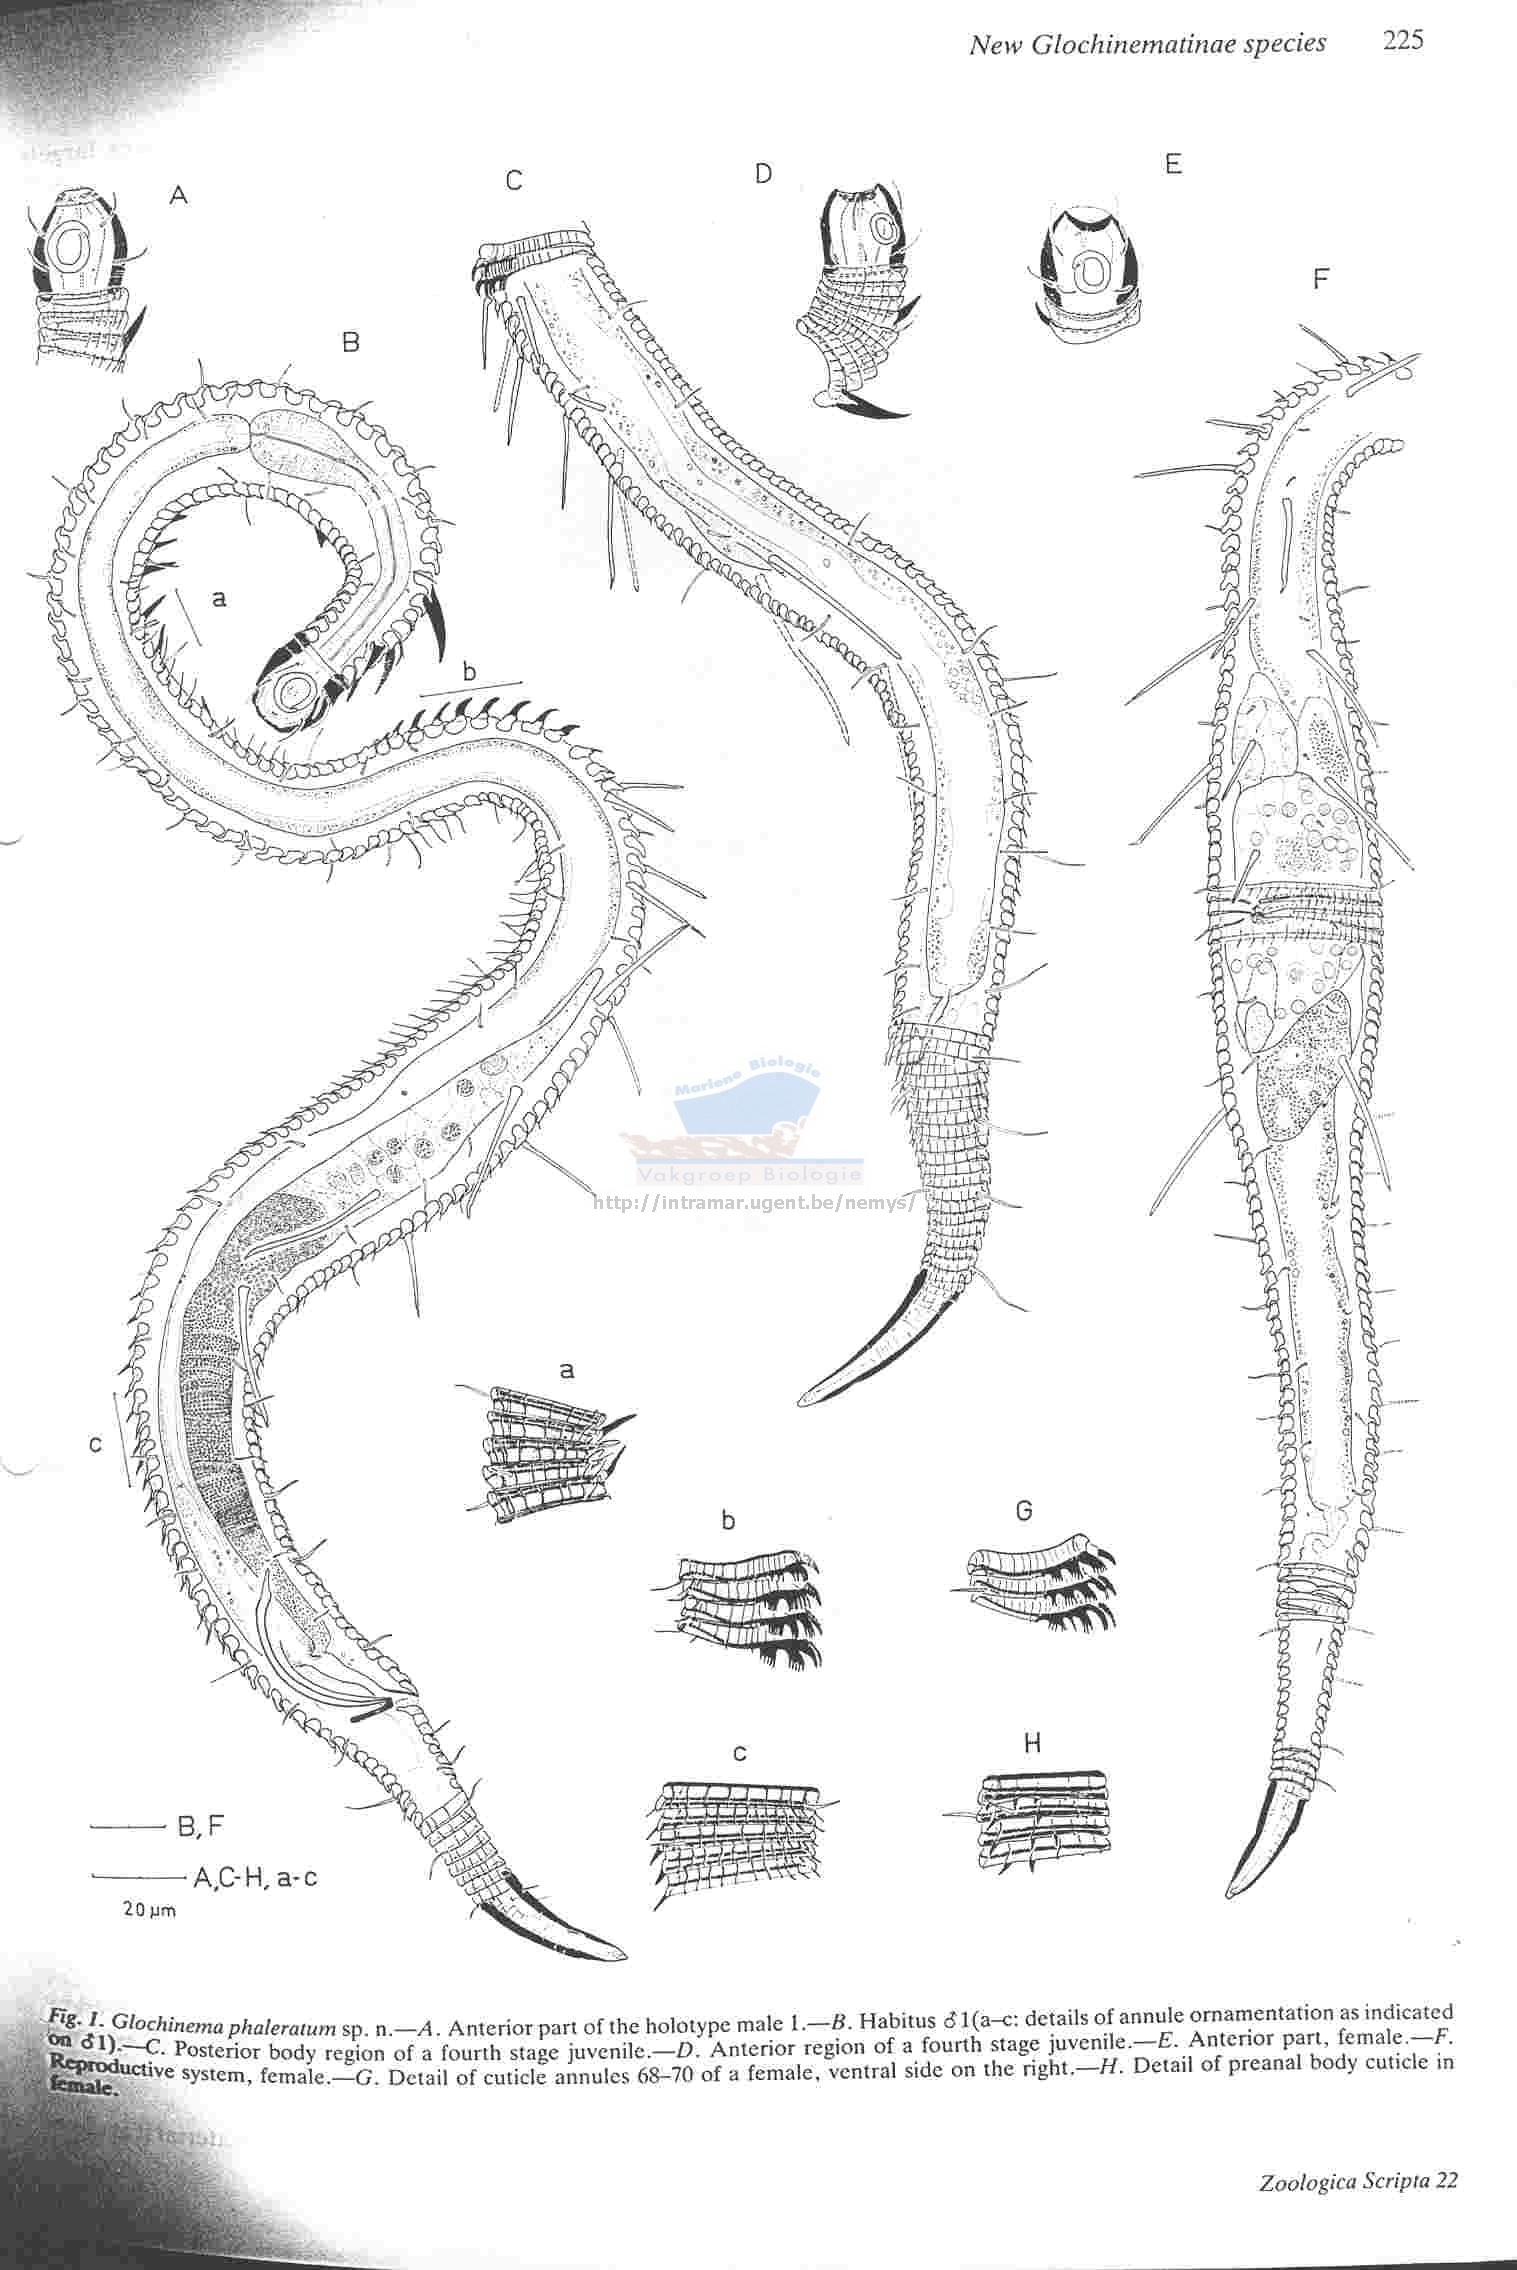 New Glochinematinae species 225
A
C
D
E
F
B
a
b
Mariene Biologie
Vakgroep Biologie
http://intramar.ugent.be/nemys/
a
c
b
G
c
H
B, F
A,C-H, a-c
20 µm
Fig. 1. Glochinema phaleratum sp. n.—A. Anterior part of the holotype male 1.—B. Habitus ♂1(a–c: details of annule ornamentation as indicated
on ♂1).—C. Posterior body region of a fourth stage juvenile.—D. Anterior region of a fourth stage juvenile.—E. Anterior part, female.—F.
Reproductive system, female.—G. Detail of cuticle annules 68–70 of a female, ventral side on the right.—H. Detail of preanal body cuticle in
female.
Zoologica Scripta 22